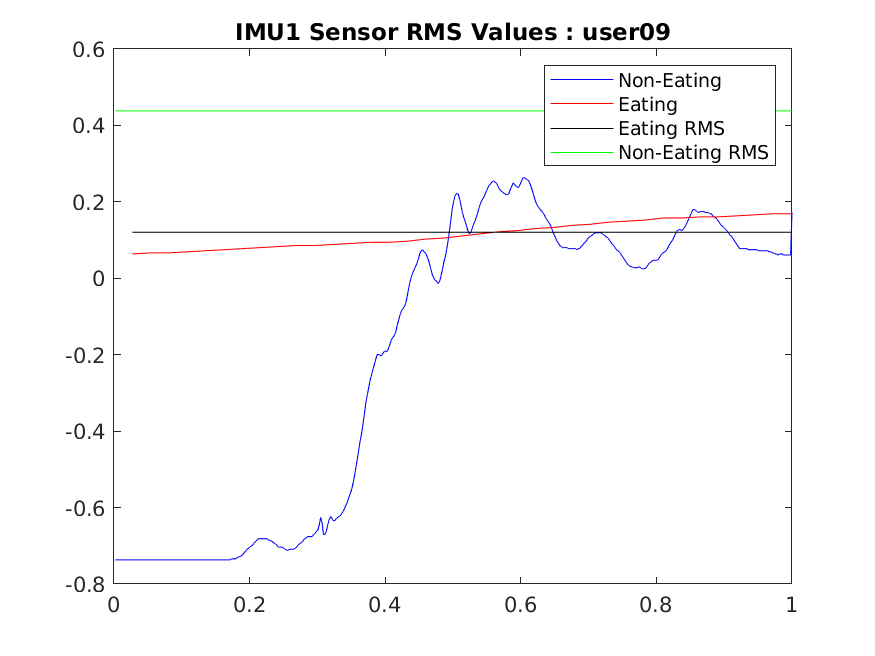 IMU1 Sensor RMS Values : user09
0.6
0.4
0.2
0
-0.2
-0.4
-0.6
-0.8
Non-Eating
Eating
Eating RMS
Non-Eating RMS
0 0.2 0.4 0.6 0.8 1